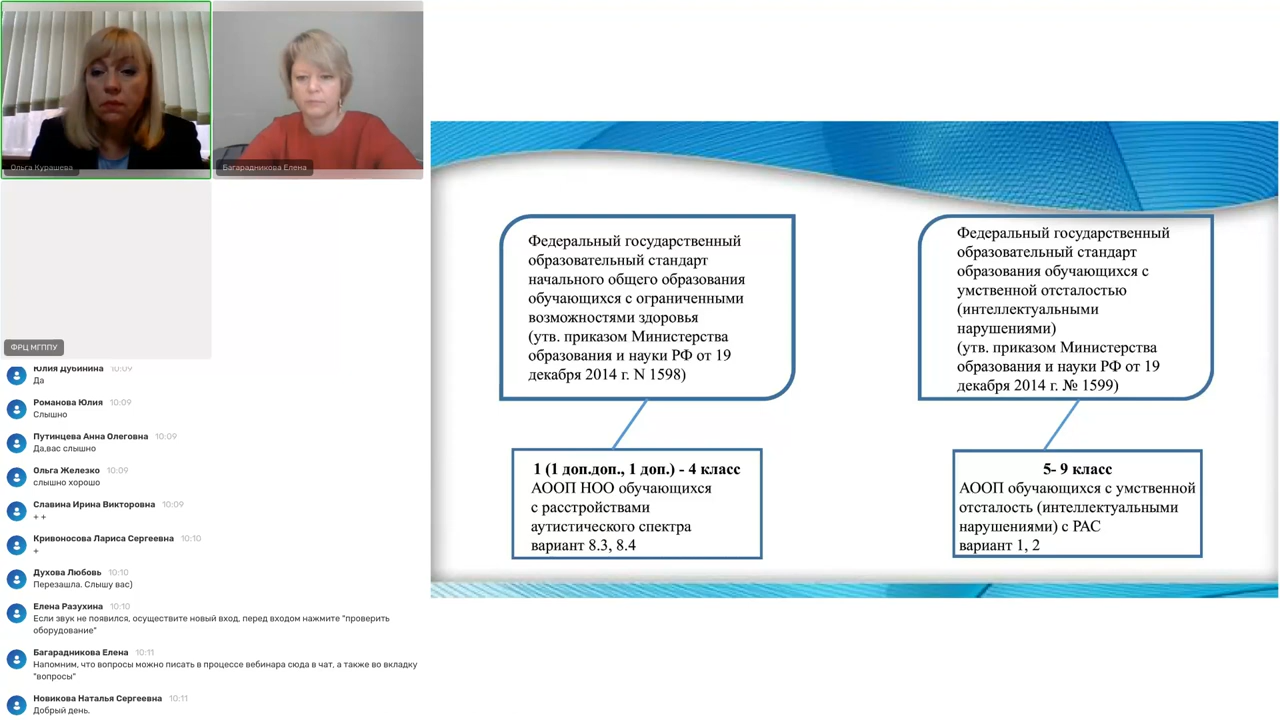 Ольга Курашева
Багарадникова Елена
ФРЦ МГППУ
Юлия Дубинина 10:09
Да
Романова Юлия 10:09
Слышно
Путинцева Анна Олеговна 10:09
Да,вас слышно
Ольга Железко 10:09
слышно хорошо
Славина Ирина Викторовна 10:09
+ +
Кривоносова Лариса Сергеевна 10:10
+
Духова Любовь 10:10
Перезашла. Слышу вас)
Елена Разухина 10:10
Если звук не появился, осуществите новый вход, перед входом нажмите "проверить
оборудование"
Багарадникова Елена 10:11
Напомним, что вопросы можно писать в процессе вебинара сюда в чат, а также во вкладку
"вопросы"
Новикова Наталья Сергеевна 10:11
Добрый день.
Федеральный государственный
образовательный стандарт
начального общего образования
обучающихся с ограниченными
возможностями здоровья
(утв. приказом Министерства
образования и науки РФ от 19
декабря 2014 г. N 1598)
1 (1 доп.доп., 1 доп.) - 4 класс
АООП НОО обучающихся
с расстройствами
аутистического спектра
вариант 8.3, 8.4
Федеральный государственный
образовательный стандарт
образования обучающихся с
умственной отсталостью
(интеллектуальными
нарушениями)
(утв. приказом Министерства
образования и науки РФ от 19
декабря 2014 г. № 1599)
5- 9 класс
АООП обучающихся с умственной
отсталость (интеллектуальными
нарушениями) с РАС
вариант 1, 2